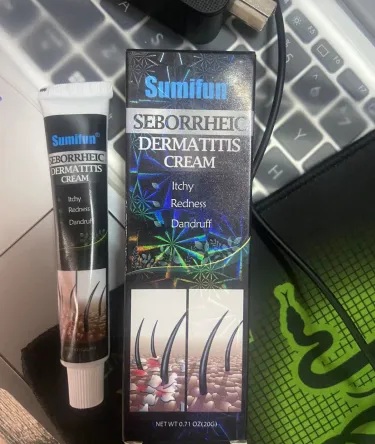 Sumifun®
SEBORRHEIC
DERMATITIS
CREAM
Itchy
Redness
Dandruff
Sumifun®
SEBORRHEIC
DERMATITIS
CREAM
Itchy
Redness
Dandruff
NET WT 0.71 OZ(20G)